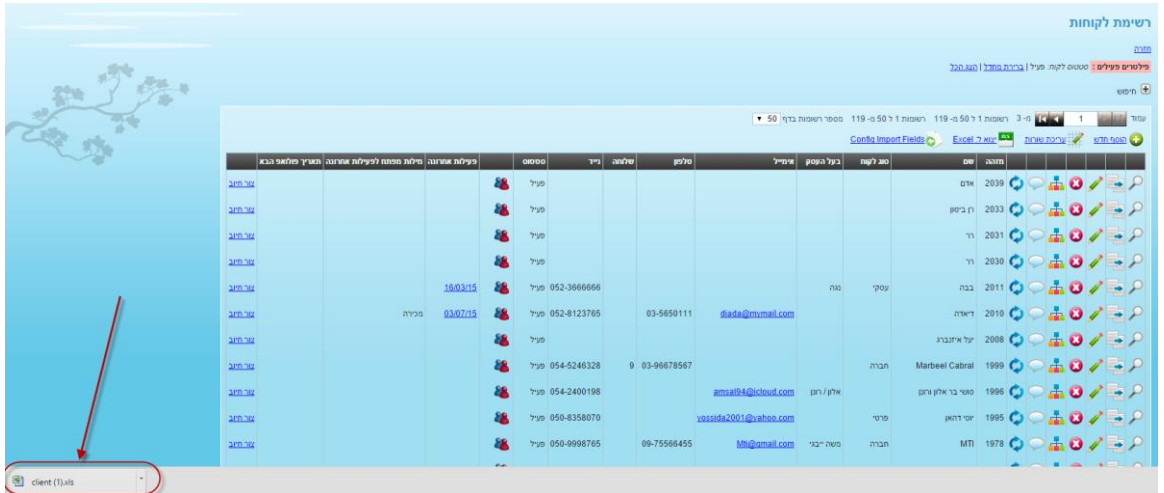 רשימת לקוחות
חזרה
פילטרים פעילים : סטטוס לקוח: פעיל | ברירת מחדל | הצג הכל
חיפוש
עמוד 1 מ- 3 רשומות 1 ל 50 מ- 119 רשומות 1 ל 50 מ- 119 מספר רשומות בדף 50
הוסף חדש עריכת שורות יצוא ל Excel Config Import Fields
מזהה שם סוג לקוח בעל העסק אימייל טלפון שלוחה נייד סטטוס פעילות אחרונה מילות מפתח לפעילות אחרונה תאריך פולואפ הבא
2039 אדם פעיל צור חיוב
2033 רן ביטון פעיל צור חיוב
2031 רר פעיל צור חיוב
2030 רר פעיל צור חיוב
2011 בבה עסקי נגה 052-3666666 פעיל 16/03/15 צור חיוב
2010 דיאדה diada@mymail.com 03-5650111 052-8123765 פעיל 03/07/15 מכירה צור חיוב
2008 יעל איזנברג פעיל צור חיוב
1999 Marbeel Cabral חברה 03-96678567 9 054-5246328 פעיל צור חיוב
1996 סושי בר אלון ורונן אלון / רונן amsal94@icloud.com 054-2400198 פעיל צור חיוב
1995 יוסי דהאן פרטי yossida2001@yahoo.com 050-8358070 פעיל צור חיוב
1978 MTI חברה משה Mti@gmail.com 09-75566455 050-9998765 פעיל צור חיוב
client (1).xls